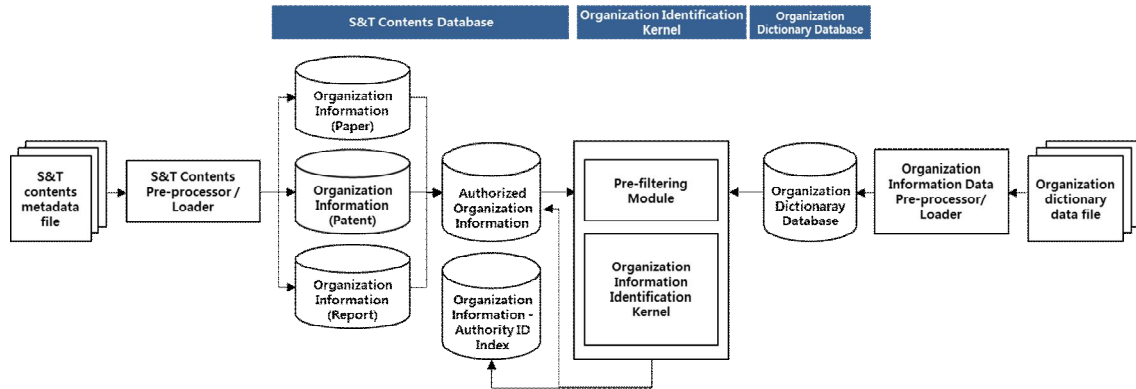 S&T Contents Database
Organization Identification
Kernel
Organization
Dictionary Database
S&T
contents
metadata
file
S&T Contents
Pre-processor /
Loader
Organization
Information
(Paper)
Organization
Information
(Patent)
Organization
Information
(Report)
Authorized
Organization
Information
Organization
Information -
Authority ID
Index
Pre-filtering
Module
Organization
Information
Identification
Kernel
Organization
Dictionaray
Database
Organization
Information Data
Pre-processor/
Loader
Organization
dictionary
data file